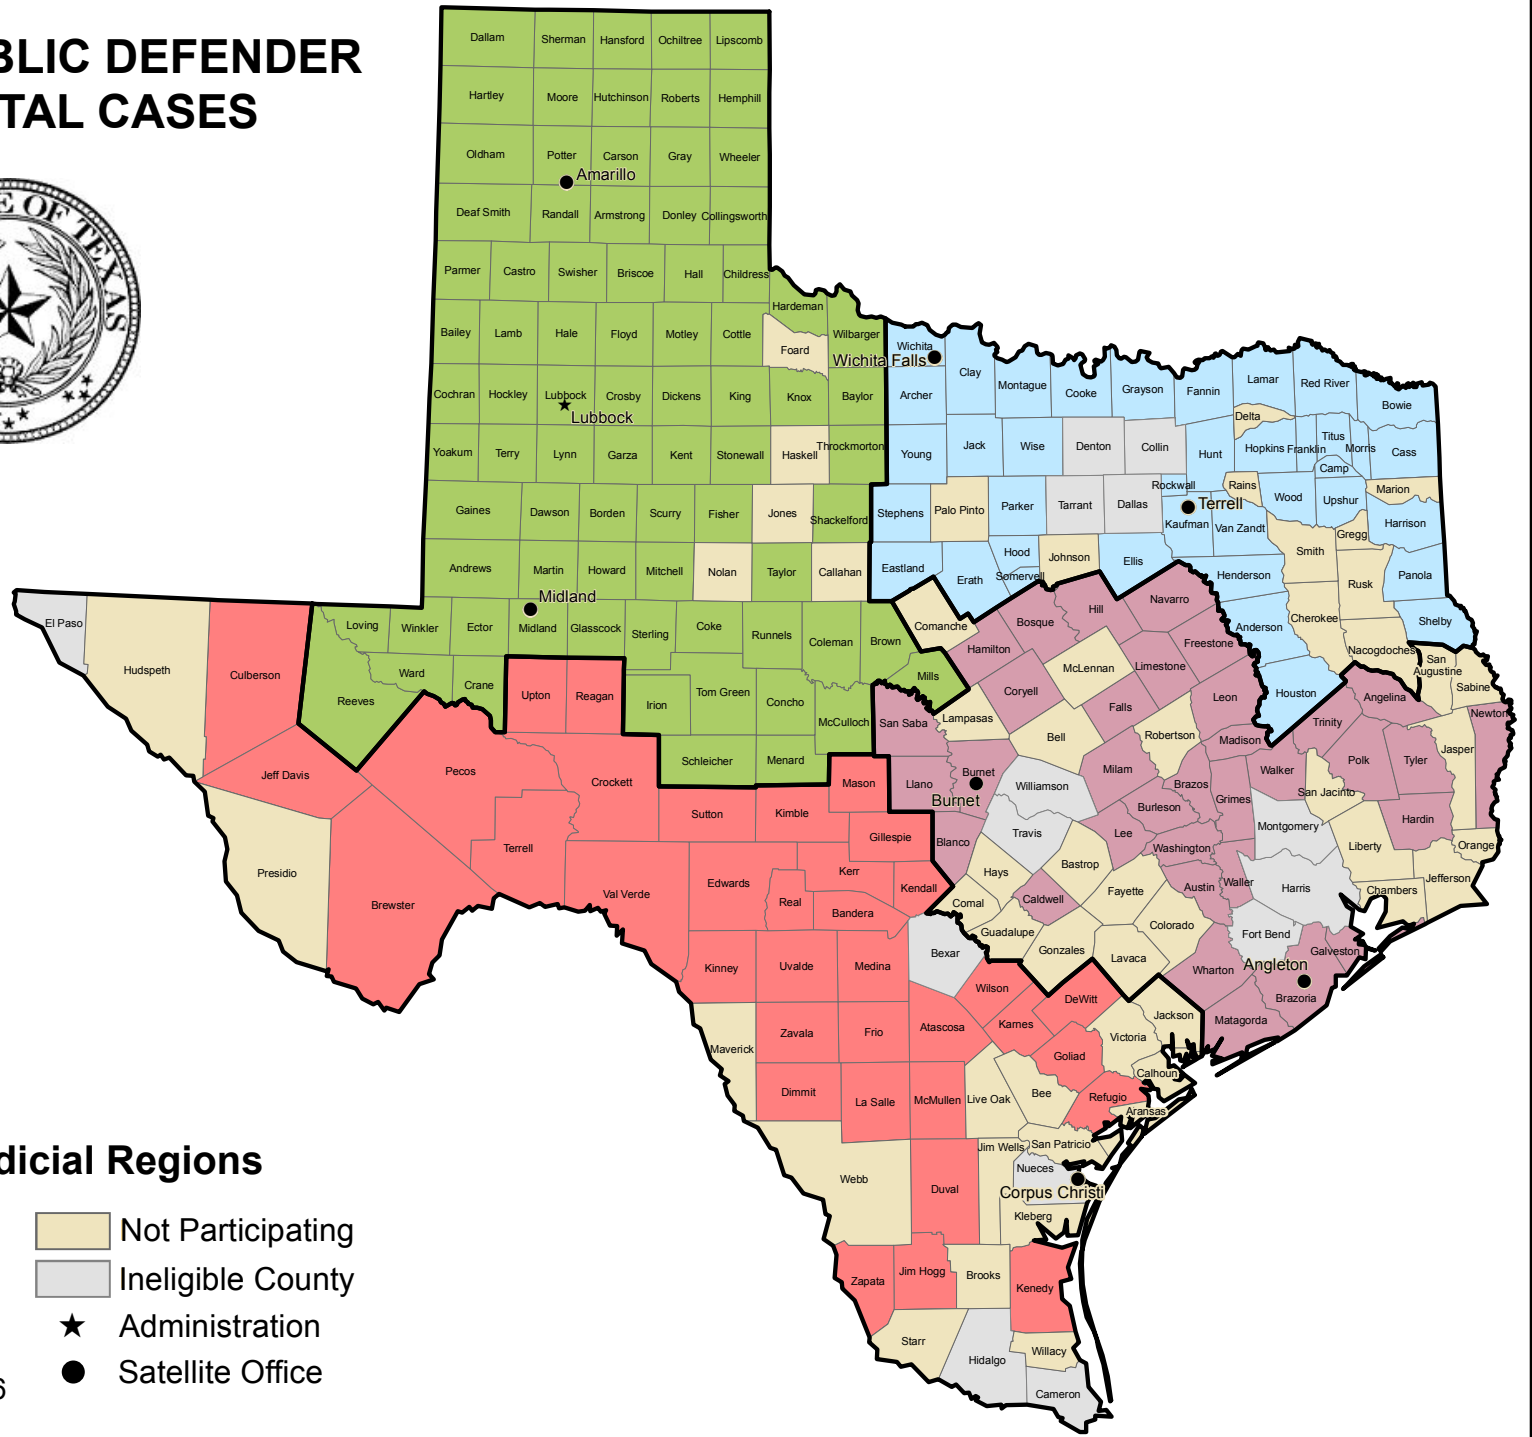 BLIC DEFENDER
TAL CASES
E OF TEXAS
Dallam Sherman Hansford Ochiltree Lipscomb
Hartley Moore Hutchinson Roberts Hemphill
Oldham Potter Carson Gray Wheeler
Amarillo
Deaf Smith Randall Armstrong Donley Collingsworth
Parmer Castro Swisher Briscoe Hall Childress
Hardeman
Bailey Lamb Hale Floyd Motley Cottle Foard Wilbarger
Wichita
Wichita Falls
Clay Montague Cooke Grayson Fannin Lamar Red River Bowie
Cochran Hockley Lubbock Crosby Dickens King Knox Baylor Archer
Lubbock
Delta
Yoakum Terry Lynn Garza Kent Stonewall Haskell Throckmorton Young Jack Wise Denton Collin Hunt Hopkins Franklin Titus Morris Cass
Camp
Rockwall Rains Wood Upshur Marion
Gaines Dawson Borden Scurry Fisher Jones Shackelford Stephens Palo Pinto Parker Tarrant Dallas Terrell
Kaufman Van Zandt Gregg Harrison
Andrews Martin Howard Mitchell Nolan Taylor Callahan Eastland Erath Hood Johnson Ellis Smith
Somervell Henderson Rusk Panola
Midland
El Paso Loving Winkler Ector Midland Glasscock Sterling Coke Runnels Coleman Brown Comanche Bosque Hill Navarro Anderson Cherokee Shelby
Hudspeth Culberson Ward Crane Hamilton McLennan Limestone Freestone Nacogdoches San
Augustine
Reeves Upton Reagan Irion Tom Green Concho McCulloch Mills Coryell Falls Leon Houston Angelina Sabine
San Saba Lampasas Bell Robertson Madison Trinity Newton
Jeff Davis Pecos Crockett Schleicher Menard Mason Llano Burnet Williamson Milam Brazos Walker Polk Tyler Jasper
Burnet
Sutton Kimble Gillespie Blanco Travis Burleson Grimes San Jacinto Hardin
Terrell Lee Washington Montgomery Liberty Orange
Presidio Brewster Val Verde Edwards Kerr Kendall Hays Bastrop Fayette Austin Waller Harris Chambers Jefferson
Real Bandera Comal Caldwell Colorado
Guadalupe Gonzales Lavaca Fort Bend Galveston
Kinney Uvalde Medina Bexar Wilson DeWitt Wharton Angleton
Brazoria
Zavala Frio Atascosa Karnes Jackson Matagorda
Maverick Goliad Victoria
Dimmit La Salle McMullen Live Oak Bee Refugio Calhoun
Aransas
Jim Wells San Patricio
Nueces
Webb Duval Corpus Christi
Kleberg
Zapata Jim Hogg Brooks Kenedy
Starr Hidalgo Willacy
Cameron
dicial Regions
Not Participating
Ineligible County
Administration
Satellite Office
6